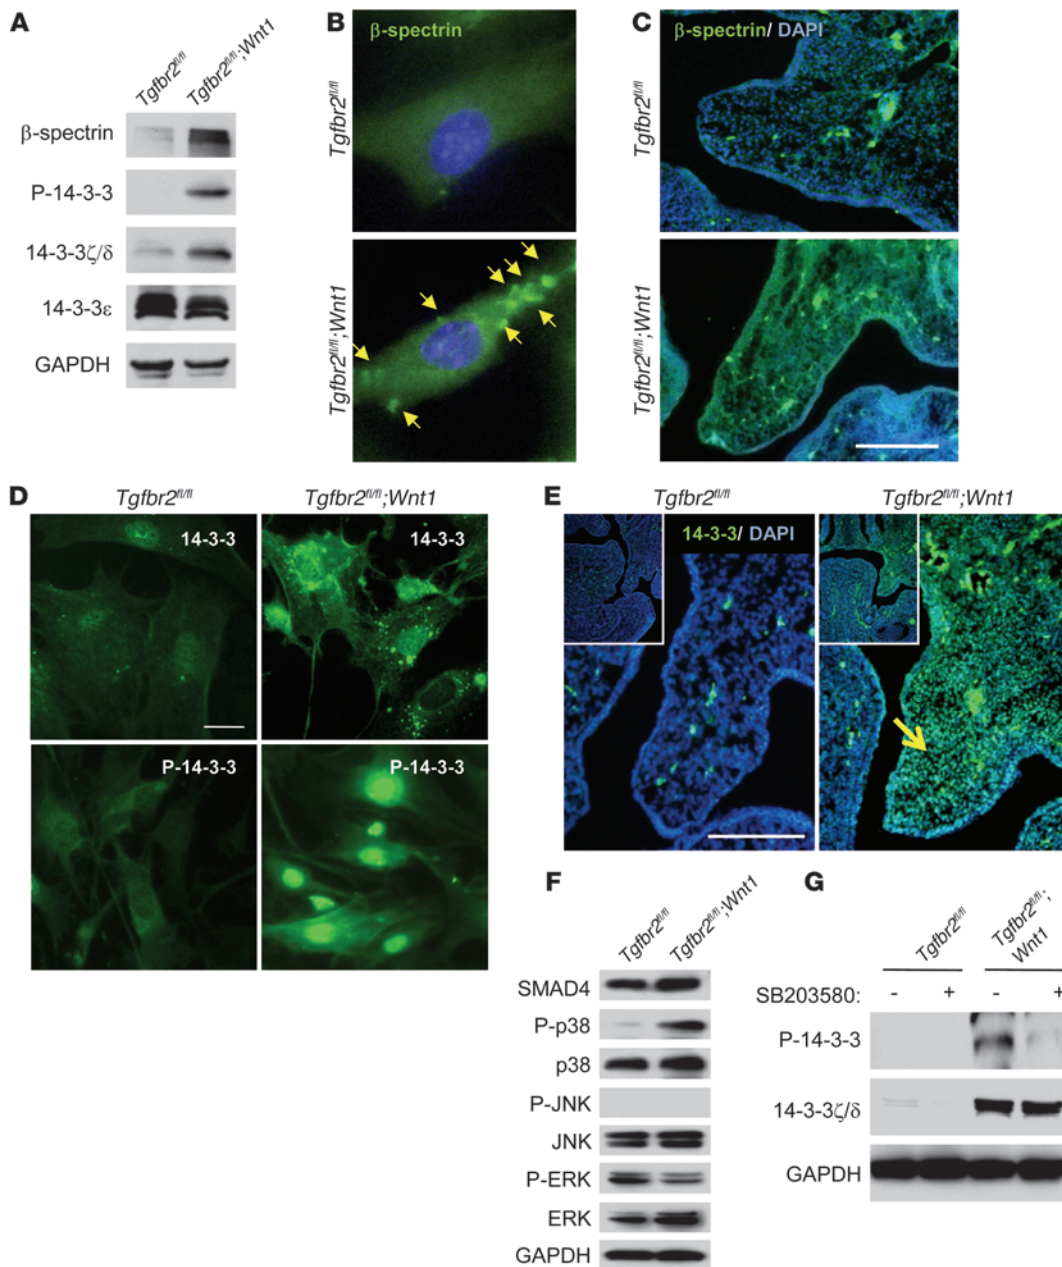 A
Tgfbr2fl/fl
Tgfbr2fl/fl;Wnt1
β-spectrin
P-14-3-3
14-3-3ζ/δ
14-3-3ε
GAPDH
B
β-spectrin
Tgfbr2fl/fl
Tgfbr2fl/fl;Wnt1
C
β-spectrin/ DAPI
Tgfbr2fl/fl
Tgfbr2fl/fl;Wnt1
D
Tgfbr2fl/fl
Tgfbr2fl/fl;Wnt1
14-3-3
14-3-3
P-14-3-3
P-14-3-3
E
Tgfbr2fl/fl
Tgfbr2fl/fl;Wnt1
14-3-3/ DAPI
F
Tgfbr2fl/fl
Tgfbr2fl/fl;Wnt1
SMAD4
P-p38
p38
P-JNK
JNK
P-ERK
ERK
GAPDH
G
Tgfbr2fl/fl
Tgfbr2fl/fl;
Wnt1
SB203580: - + - +
P-14-3-3
14-3-3ζ/δ
GAPDH